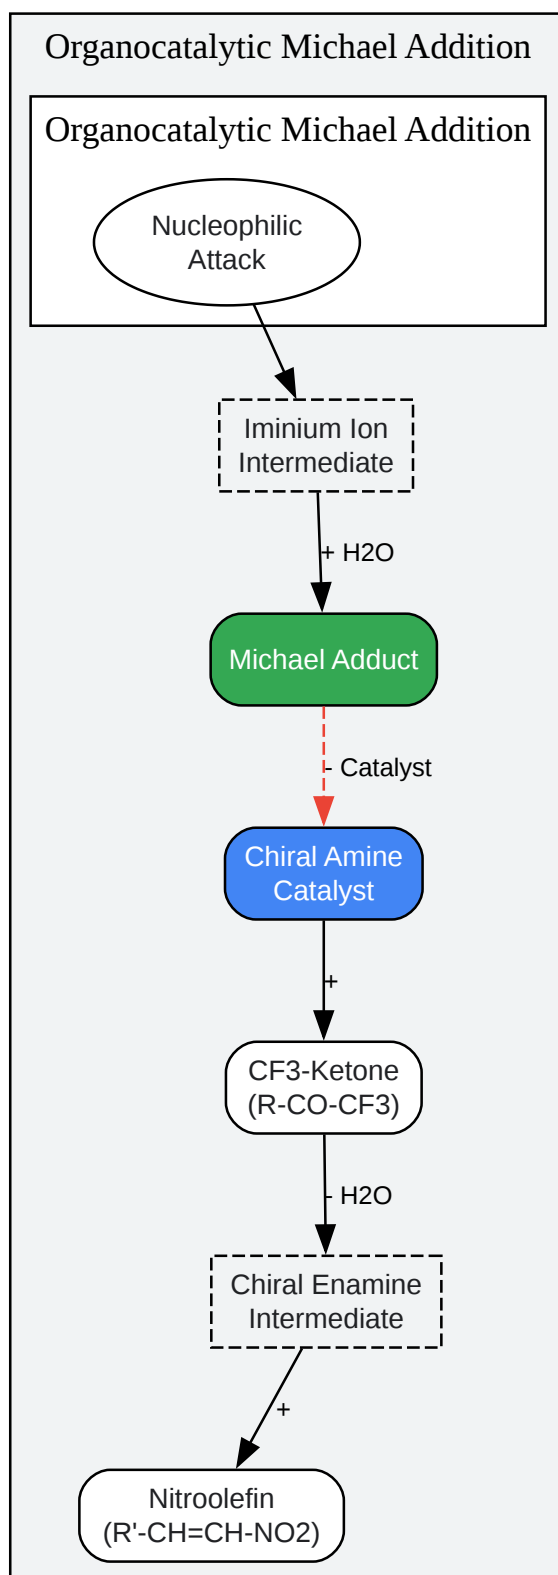 Organocatalytic Michael Addition
Organocatalytic Michael Addition
Nucleophilic
Attack
Iminium Ion
Intermediate
+ H2O
Michael Adduct
- Catalyst
Chiral Amine
Catalyst
+
CF3-Ketone
(R-CO-CF3)
- H2O
Chiral Enamine
Intermediate
+
Nitroolefin
(R'-CH=CH-NO2)